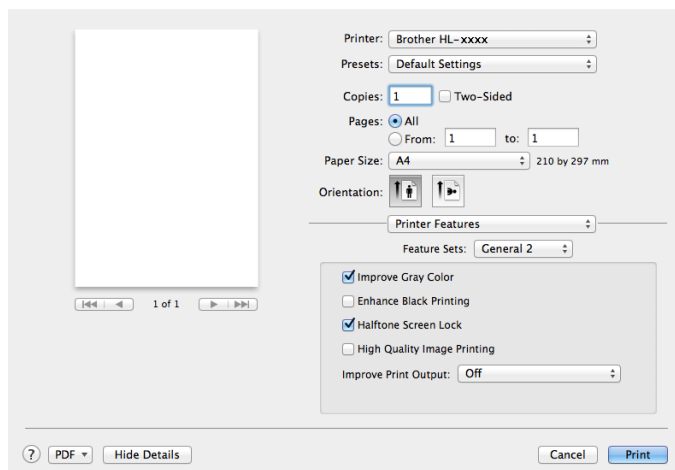 Printer: Brother HL-xxxx
Presets: Default Settings
Copies: 1 Two-Sided
Pages: All
From: 1 to: 1
Paper Size: A4 210 by 297 mm
Orientation:
Printer Features
Feature Sets: General 2
Improve Gray Color
Enhance Black Printing
Halftone Screen Lock
High Quality Image Printing
Improve Print Output: Off
1 of 1
? PDF Hide Details Cancel Print